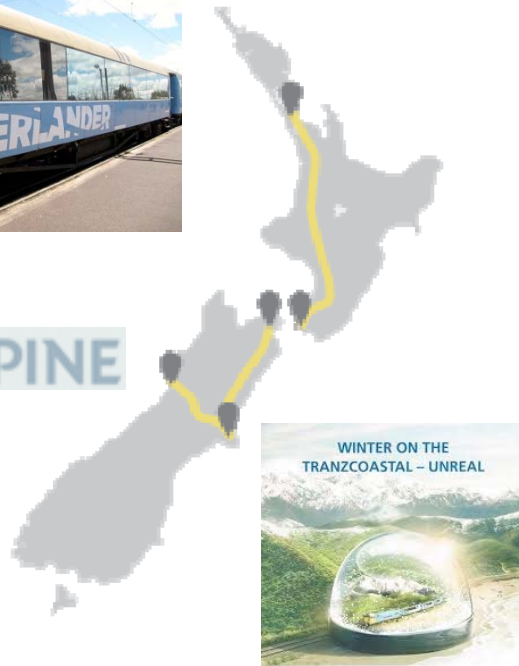 ERLANDER
PINE
WINTER ON THE
TRANZCOASTAL – UNREAL